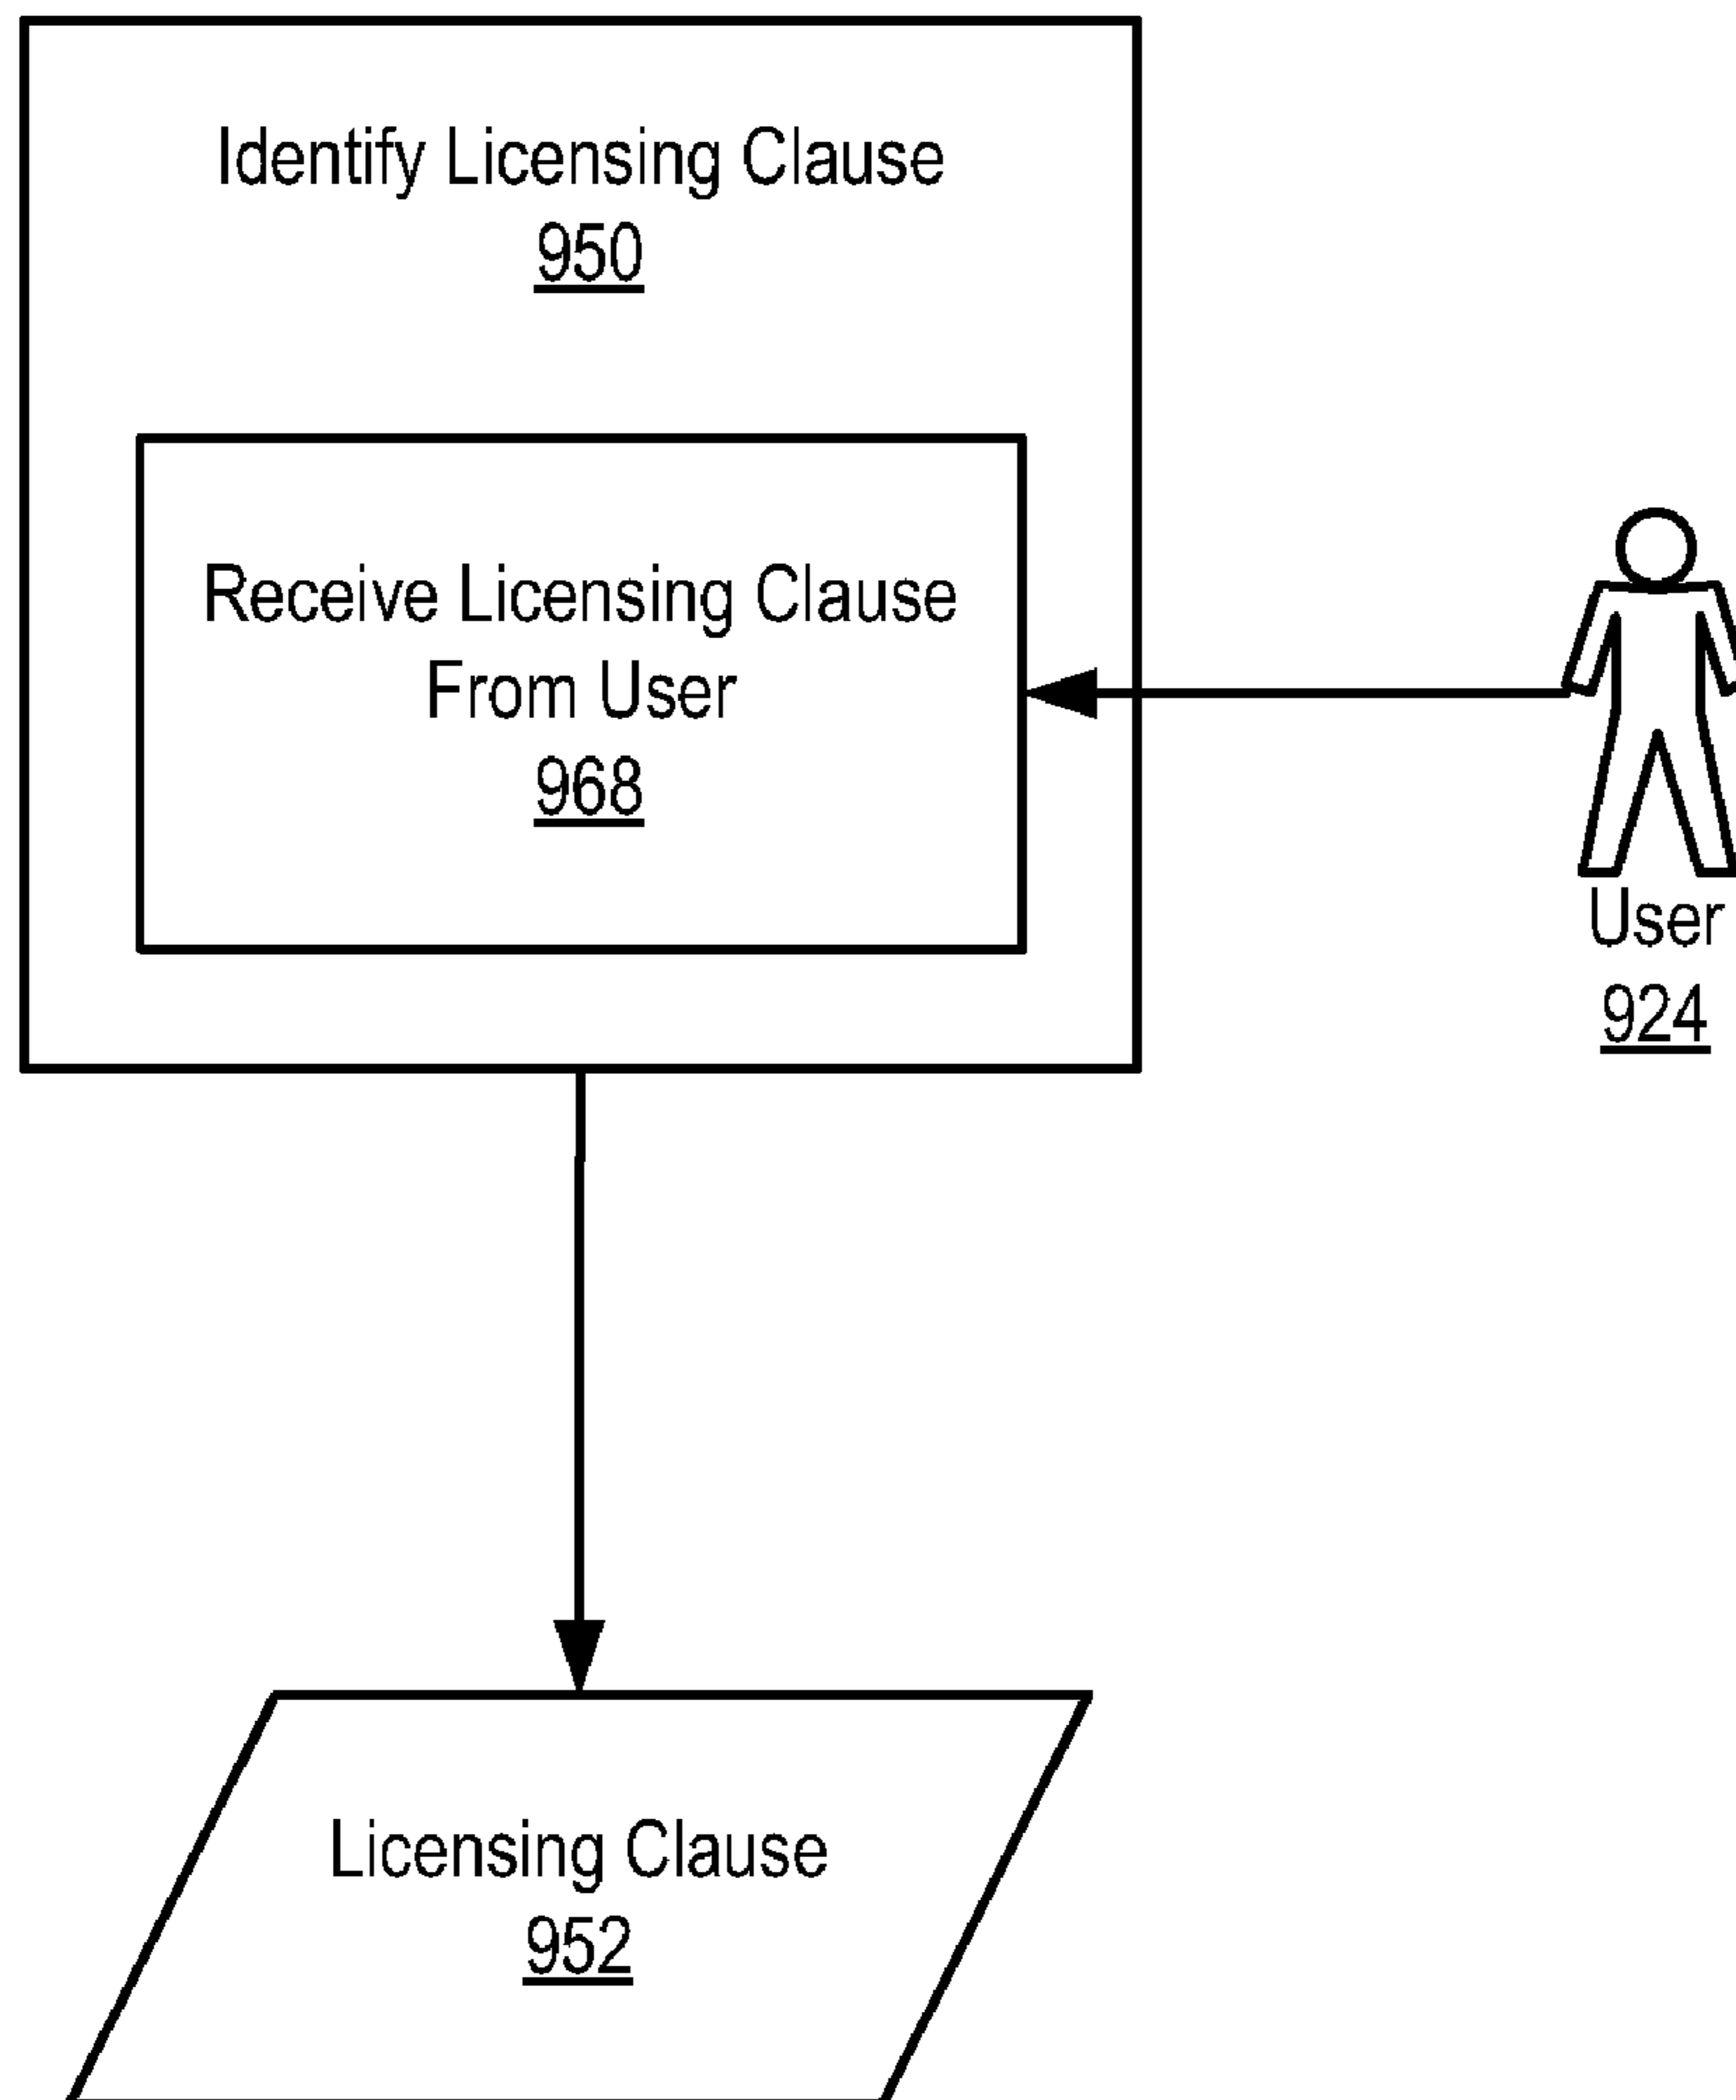 Identify Licensing Clause
950
Receive Licensing Clause
From User
968
User
924
Licensing Clause
952